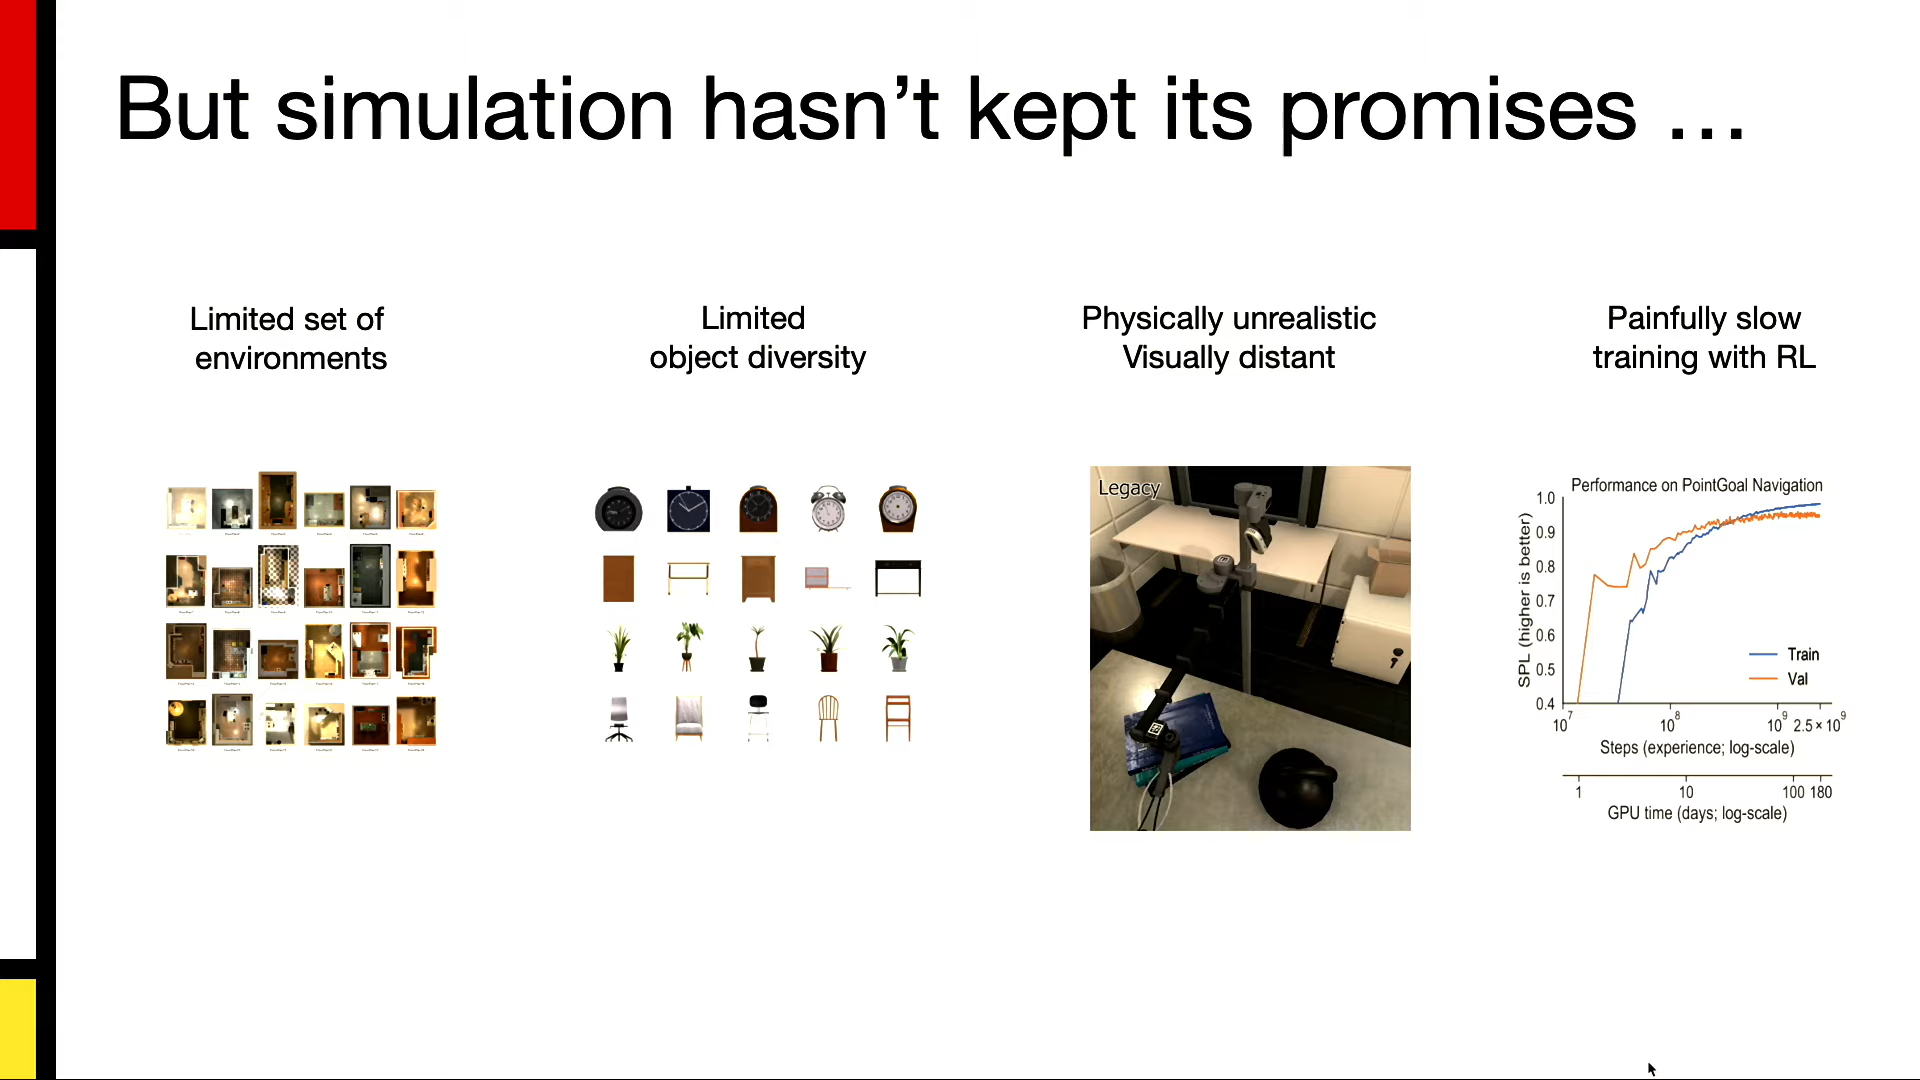 But simulation hasn’t kept its promises …
Limited set of
environments
Limited
object diversity
Physically unrealistic
Visually distant
Painfully slow
training with RL
Legacy
Performance on PointGoal Navigation
SPL (higher is better)
1.0
0.9
0.8
0.7
0.6
0.5
0.4
Train
Val
10⁷ 10⁸ 10⁹ 2.5 × 10⁹
Steps (experience; log-scale)
1 10 100 180
GPU time (days; log-scale)